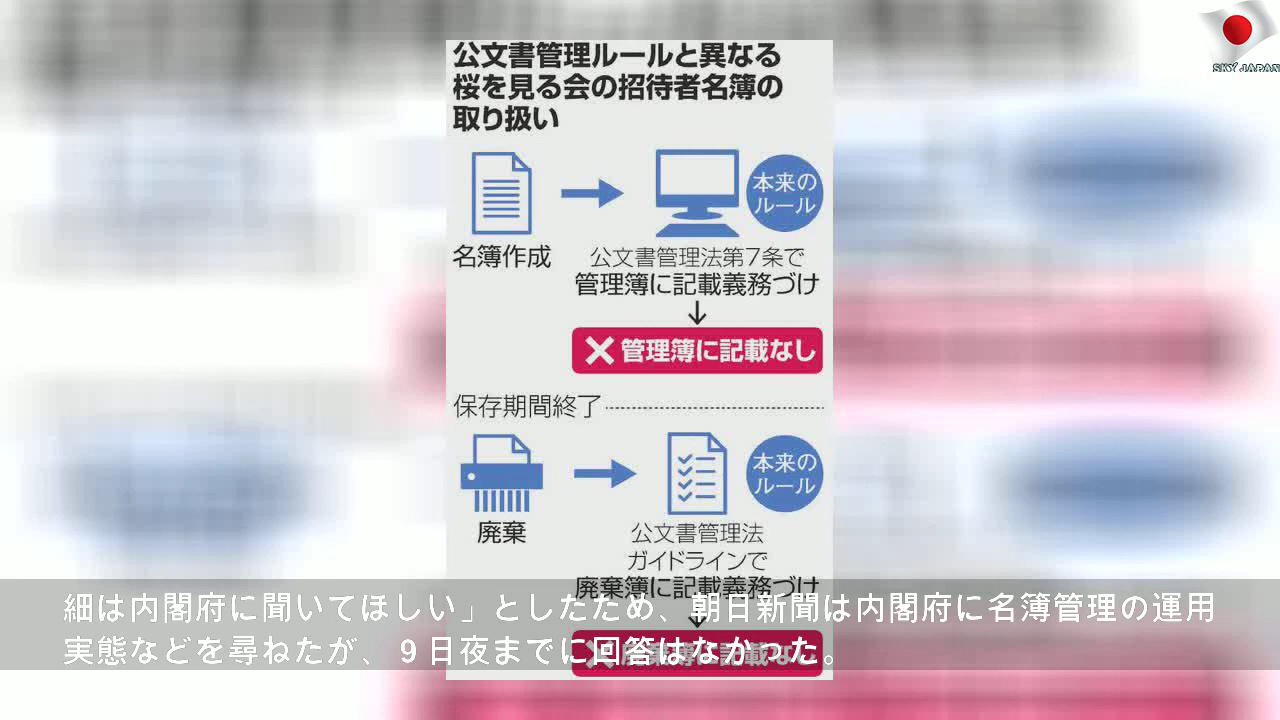 SKY JAPAN
公文書管理ルールと異なる
桜を見る会の招待者名簿の
取り扱い
本来の
ルール
名簿作成
公文書管理法第7条で
管理簿に記載義務づけ
管理簿に記載なし
保存期間終了
本来の
ルール
廃棄
公文書管理法
ガイドラインで
廃棄簿に記載義務づけ
廃棄簿に記載なし
細は内閣府に聞いてほしい」としたため、朝日新聞は内閣府に名簿管理の運用
実態などを尋ねたが、９日夜までに回答はなかった。